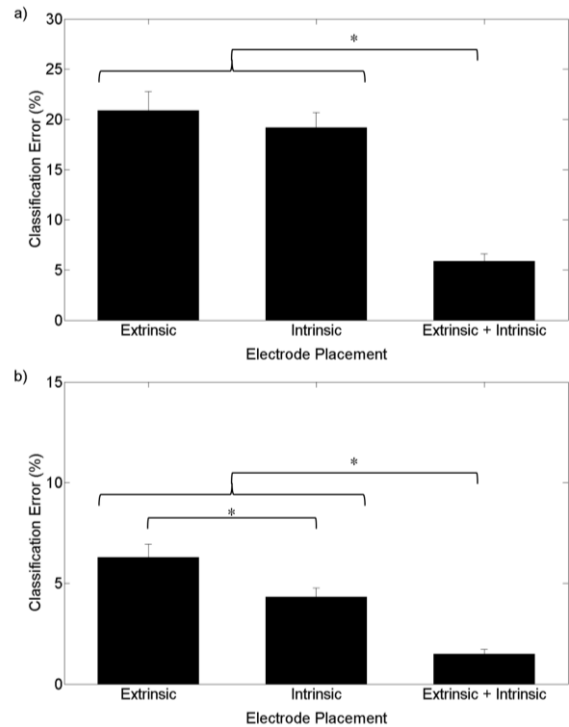 a)
30
*
25
20
15
10
5
0
Classification Error (%)
Extrinsic Intrinsic Extrinsic + Intrinsic
Electrode Placement
b)
15
*
10
*
5
0
Classification Error (%)
Extrinsic Intrinsic Extrinsic + Intrinsic
Electrode Placement